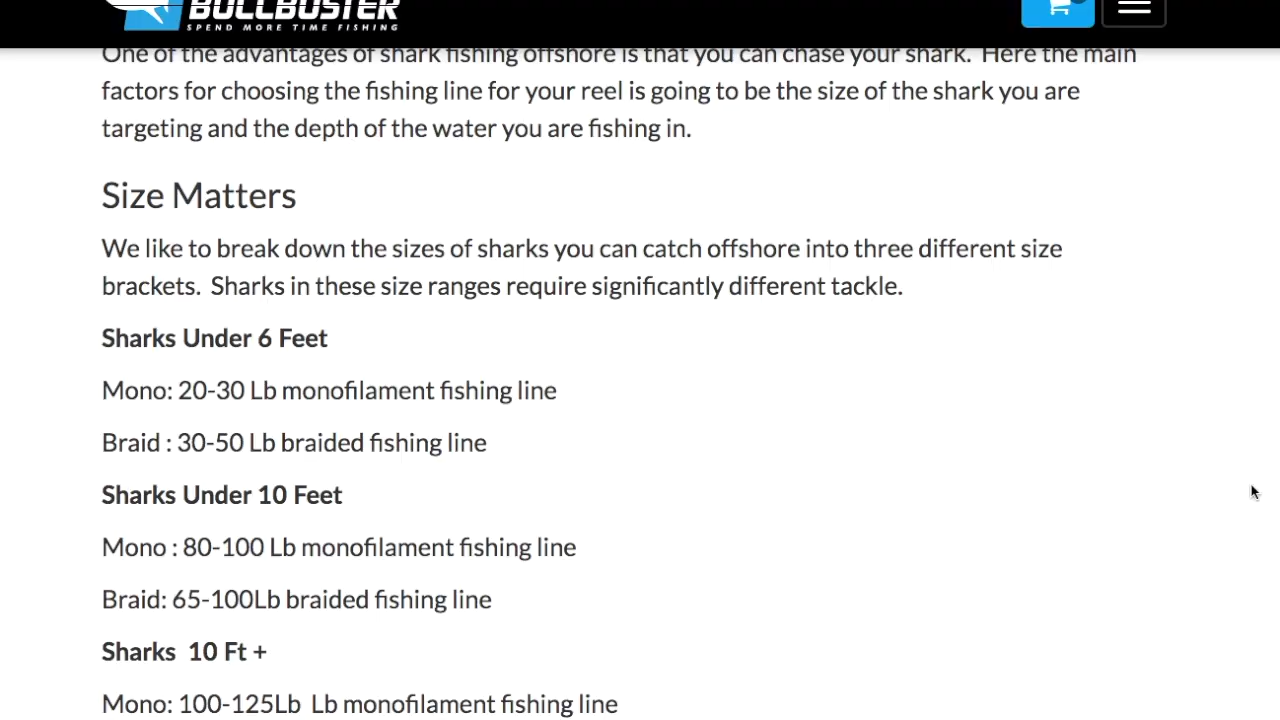 BULLBUSTER
SPEND MORE TIME FISHING
One of the advantages of shark fishing offshore is that you can chase your shark.  Here the main
factors for choosing the fishing line for your reel is going to be the size of the shark you are
targeting and the depth of the water you are fishing in.
Size Matters
We like to break down the sizes of sharks you can catch offshore into three different size
brackets.  Sharks in these size ranges require significantly different tackle.
Sharks Under 6 Feet
Mono: 20-30 Lb monofilament fishing line
Braid : 30-50 Lb braided fishing line
Sharks Under 10 Feet
Mono : 80-100 Lb monofilament fishing line
Braid: 65-100Lb braided fishing line
Sharks  10 Ft +
Mono: 100-125Lb  Lb monofilament fishing line